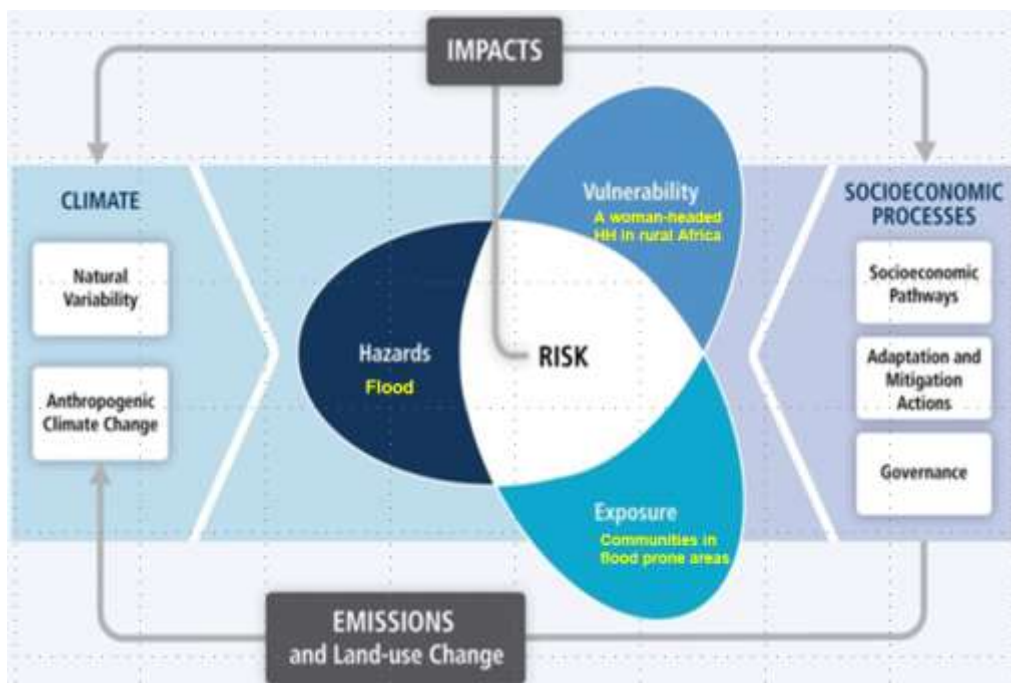 IMPACTS
CLIMATE
Natural
Variability
Anthropogenic
Climate Change
Vulnerability
A woman-headed
HH in rural Africa
Hazards
Flood
RISK
Exposure
Communities in
flood prone areas
SOCIOECONOMIC
PROCESSES
Socioeconomic
Pathways
Adaptation and
Mitigation
Actions
Governance
EMISSIONS
and Land-use Change